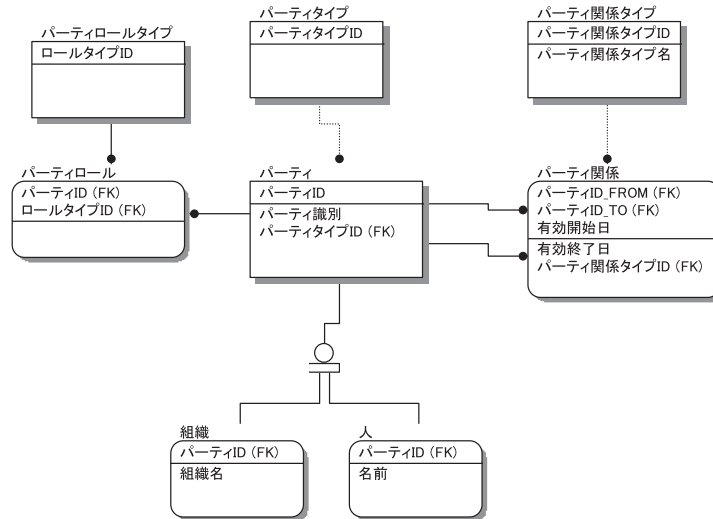 パーティロールタイプ
ロールタイプID
パーティタイプ
パーティタイプID
パーティ関係タイプ
パーティ関係タイプID
パーティ関係タイプ名
パーティロール
パーティID (FK)
ロールタイプID (FK)
パーティ
パーティID
パーティ識別
パーティタイプID (FK)
パーティ関係
パーティID_FROM (FK)
パーティID_TO (FK)
有効開始日
有効終了日
パーティ関係タイプID (FK)
組織
パーティID (FK)
組織名
人
パーティID (FK)
名前